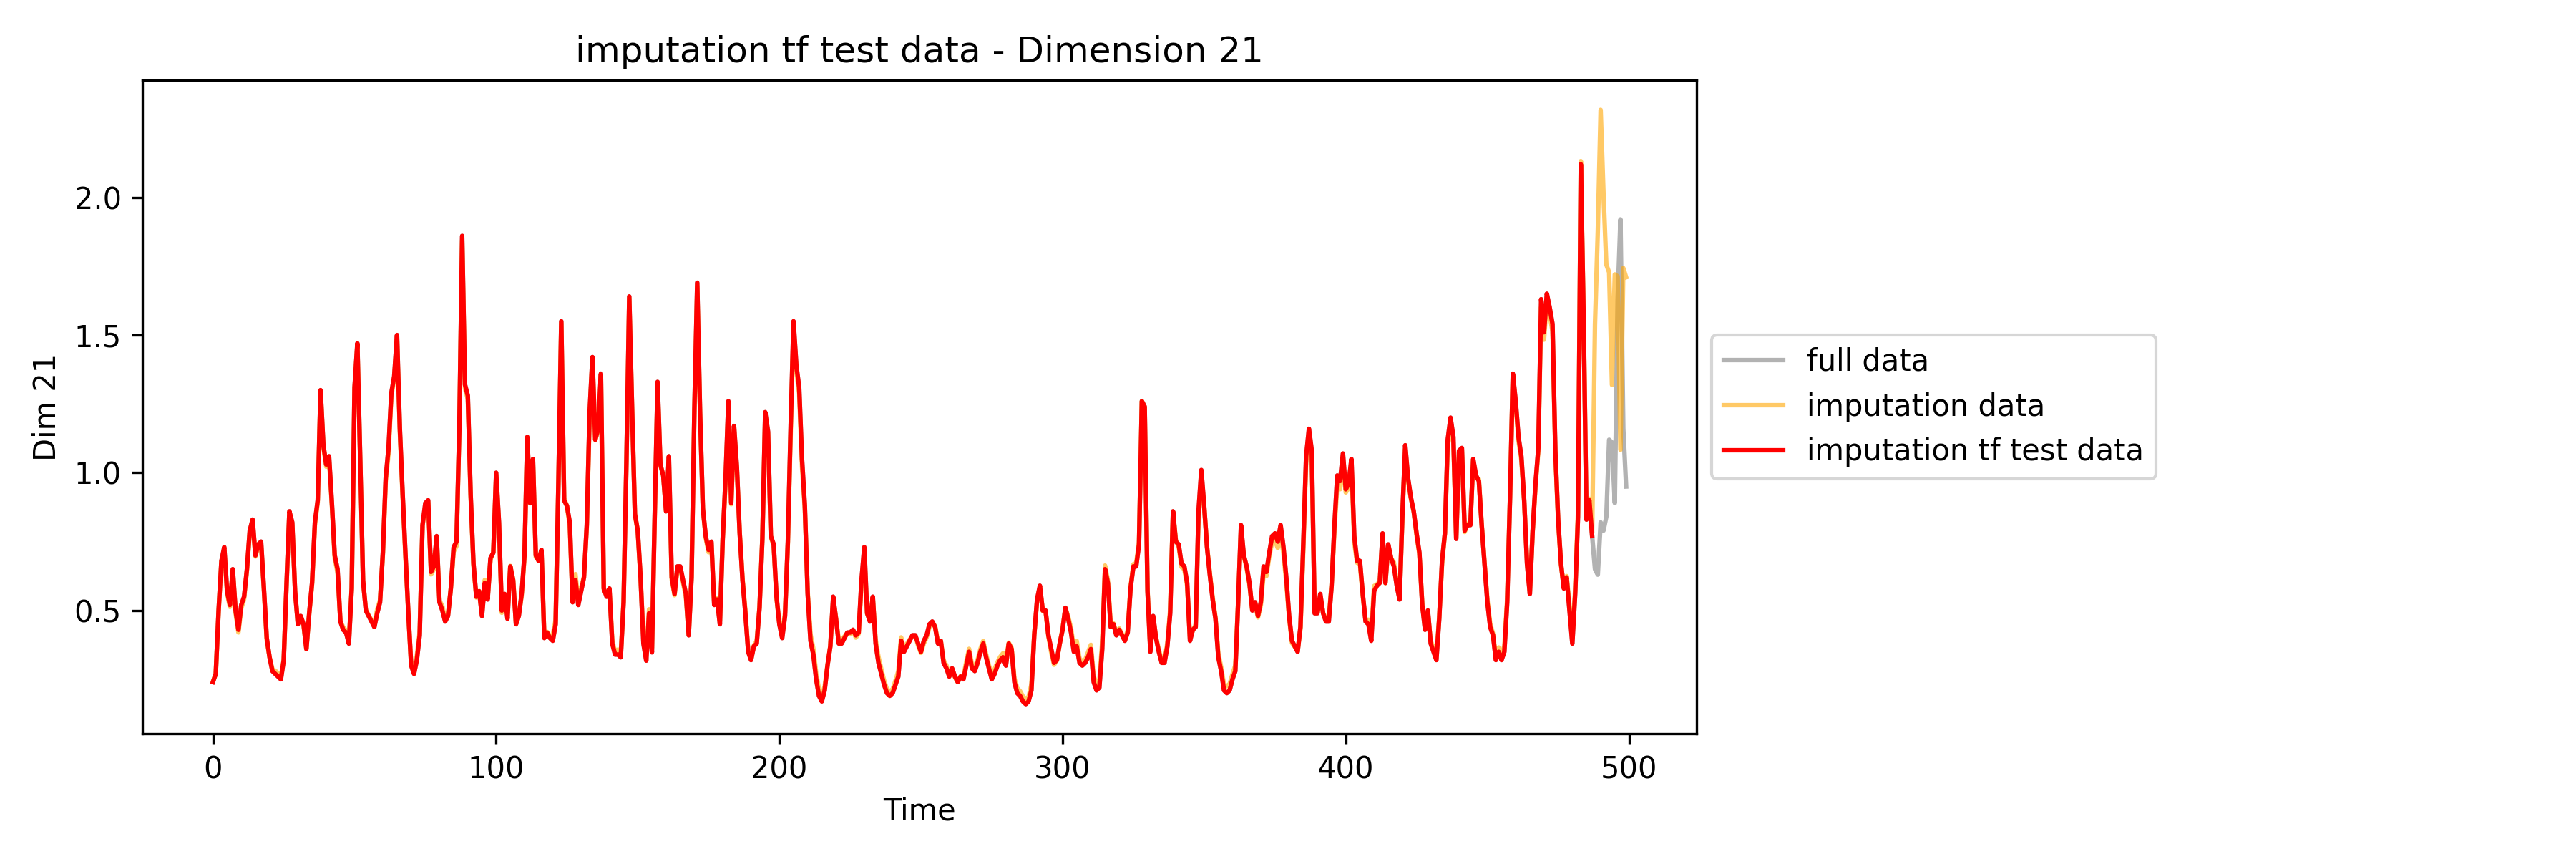 imputation tf test data - Dimension 21
2.0
1.5
1.0
0.5
Dim 21
0
100
200
300
400
500
Time
full data
imputation data
imputation tf test data